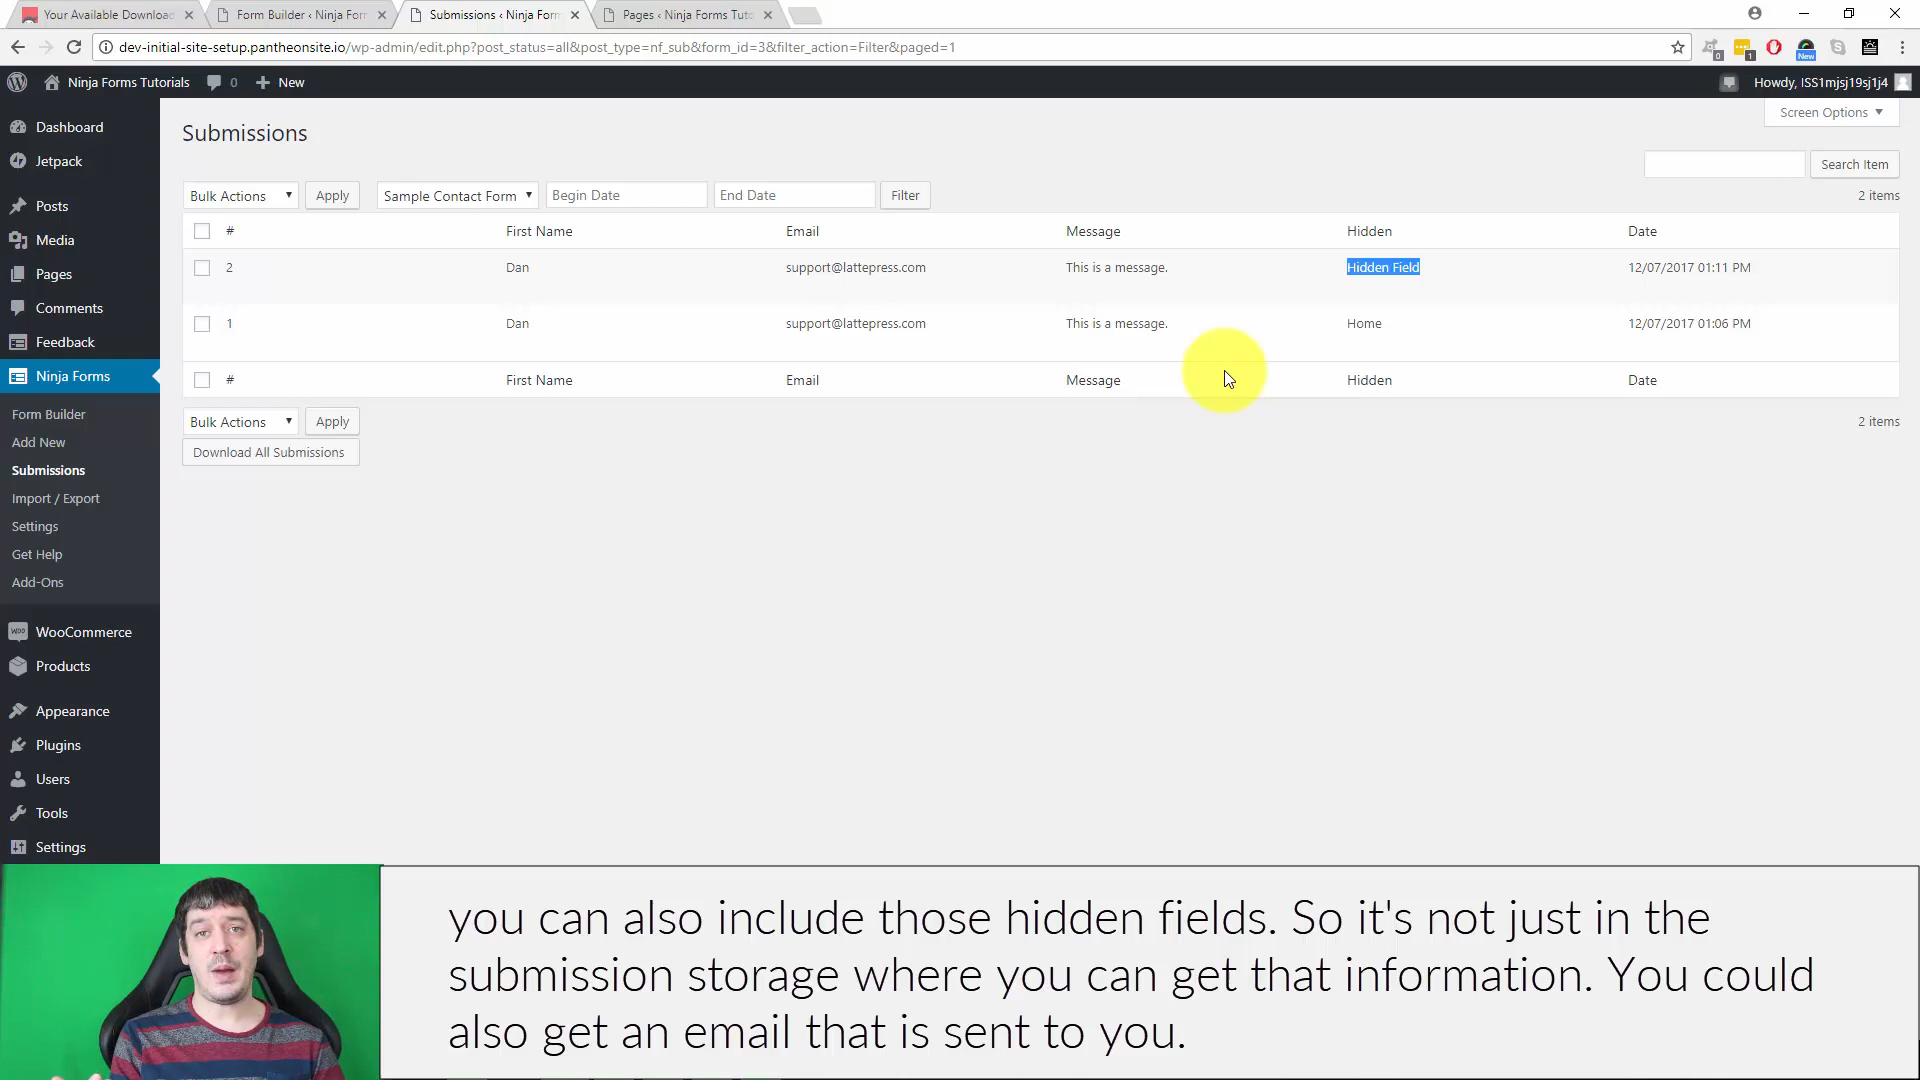 Your Available Download
Form Builder ‹ Ninja For
Submissions ‹ Ninja Form
Pages ‹ Ninja Forms Tuto
dev-initial-site-setup.pantheonsite.io/wp-admin/edit.php?post_status=all&post_type=nf_sub&form_id=3&filter_action=Filter&paged=1
0
1
New
Ninja Forms Tutorials
0
New
Howdy, ISS1mjsj19sj1j4
Dashboard
Jetpack
Posts
Media
Pages
Comments
Feedback
Ninja Forms
Form Builder
Add New
Submissions
Import / Export
Settings
Get Help
Add-Ons
WooCommerce
Products
Appearance
Plugins
Users
Tools
Settings
Submissions
Screen Options
Search Item
Bulk Actions Apply Sample Contact Form Begin Date End Date Filter 2 items
# First Name Email Message Hidden Date
2 Dan support@lattepress.com This is a message. Hidden Field 12/07/2017 01:11 PM
1 Dan support@lattepress.com This is a message. Home 12/07/2017 01:06 PM
# First Name Email Message Hidden Date
Bulk Actions Apply 2 items
Download All Submissions
you can also include those hidden fields. So it's not just in the
submission storage where you can get that information. You could
also get an email that is sent to you.